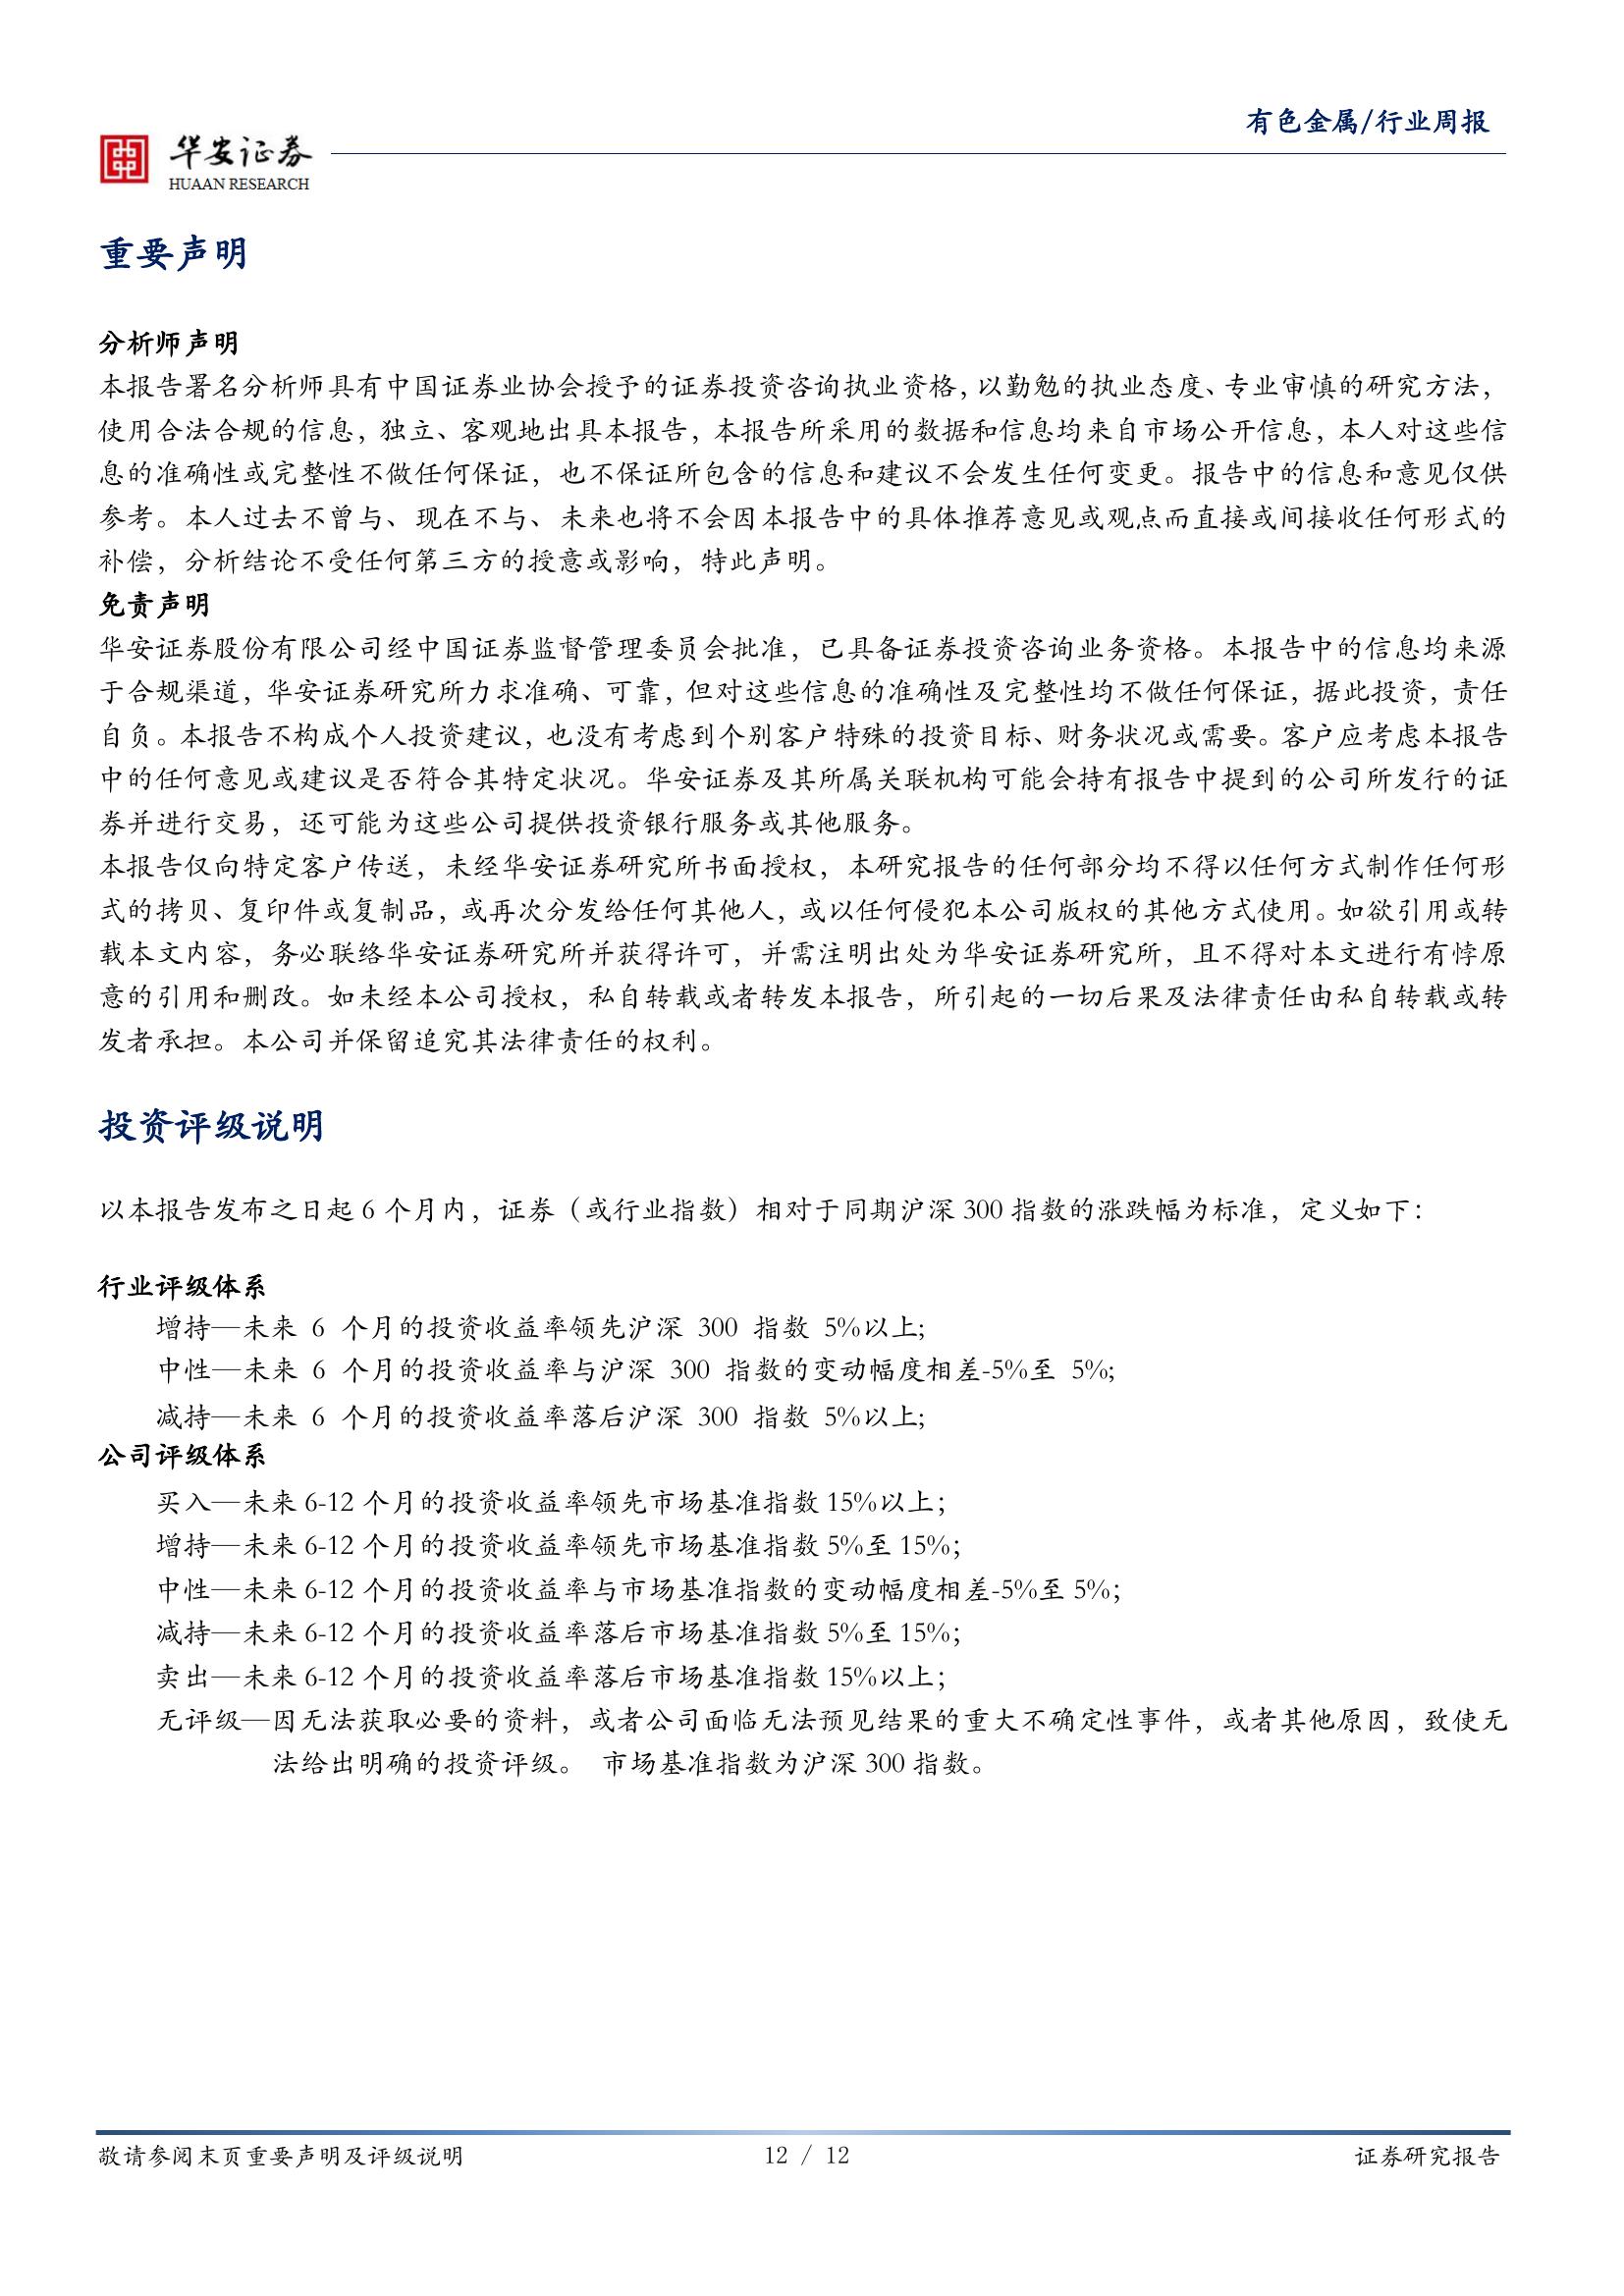 有色金属/行业周报
华安证券
HUAAN RESEARCH
重要声明
分析师声明
本报告署名分析师具有中国证券业协会授予的证券投资咨询执业资格，以勤勉的执业态度、专业审慎的研究方法，
使用合法合规的信息，独立、客观地出具本报告，本报告所采用的数据和信息均来自市场公开信息，本人对这些信
息的准确性或完整性不做任何保证，也不保证所包含的信息和建议不会发生任何变更。报告中的信息和意见仅供
参考。本人过去不曾与、现在不与、未来也将不会因本报告中的具体推荐意见或观点而直接或间接收任何形式的
补偿，分析结论不受任何第三方的授意或影响，特此声明。
免责声明
华安证券股份有限公司经中国证券监督管理委员会批准，已具备证券投资咨询业务资格。本报告中的信息均来源
于合规渠道，华安证券研究所力求准确、可靠，但对这些信息的准确性及完整性均不做任何保证，据此投资，责任
自负。本报告不构成个人投资建议，也没有考虑到个别客户特殊的投资目标、财务状况或需要。客户应考虑本报告
中的任何意见或建议是否符合其特定状况。华安证券及其所属关联机构可能会持有报告中提到的公司所发行的证
券并进行交易，还可能为这些公司提供投资银行服务或其他服务。
本报告仅向特定客户传送，未经华安证券研究所书面授权，本研究报告的任何部分均不得以任何方式制作任何形
式的拷贝、复印件或复制品，或再次分发给任何其他人，或以任何侵犯本公司版权的其他方式使用。如欲引用或转
载本文内容，务必联络华安证券研究所并获得许可，并需注明出处为华安证券研究所，且不得对本文进行有悖原
意的引用和删改。如未经本公司授权，私自转载或者转发本报告，所引起的一切后果及法律责任由私自转载或转
发者承担。本公司并保留追究其法律责任的权利。
投资评级说明
以本报告发布之日起 6 个月内，证券（或行业指数）相对于同期沪深 300 指数的涨跌幅为标准，定义如下：
行业评级体系
增持—未来 6 个月的投资收益率领先沪深 300 指数 5%以上;
中性—未来 6 个月的投资收益率与沪深 300 指数的变动幅度相差-5%至 5%;
减持—未来 6 个月的投资收益率落后沪深 300 指数 5%以上;
公司评级体系
买入—未来 6-12 个月的投资收益率领先市场基准指数 15%以上；
增持—未来 6-12 个月的投资收益率领先市场基准指数 5%至 15%；
中性—未来 6-12 个月的投资收益率与市场基准指数的变动幅度相差-5%至 5%；
减持—未来 6-12 个月的投资收益率落后市场基准指数 5%至 15%；
卖出—未来 6-12 个月的投资收益率落后市场基准指数 15%以上；
无评级—因无法获取必要的资料，或者公司面临无法预见结果的重大不确定性事件，或者其他原因，致使无
法给出明确的投资评级。 市场基准指数为沪深 300 指数。
敬请参阅末页重要声明及评级说明
12 / 12
证券研究报告